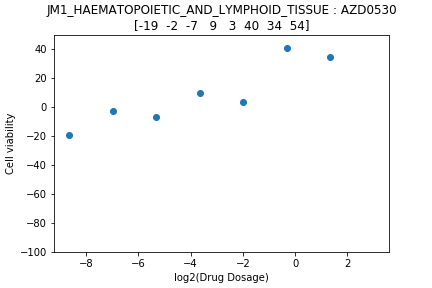 JM1_HAEMATOPOIETIC_AND_LYMPHOID_TISSUE : AZD0530
[-19 -2 -7 9 3 40 34 54]
40
20
0
−20
−40
−60
−80
−100
Cell viability
−8 −6 −4 −2 0 2
log2(Drug Dosage)